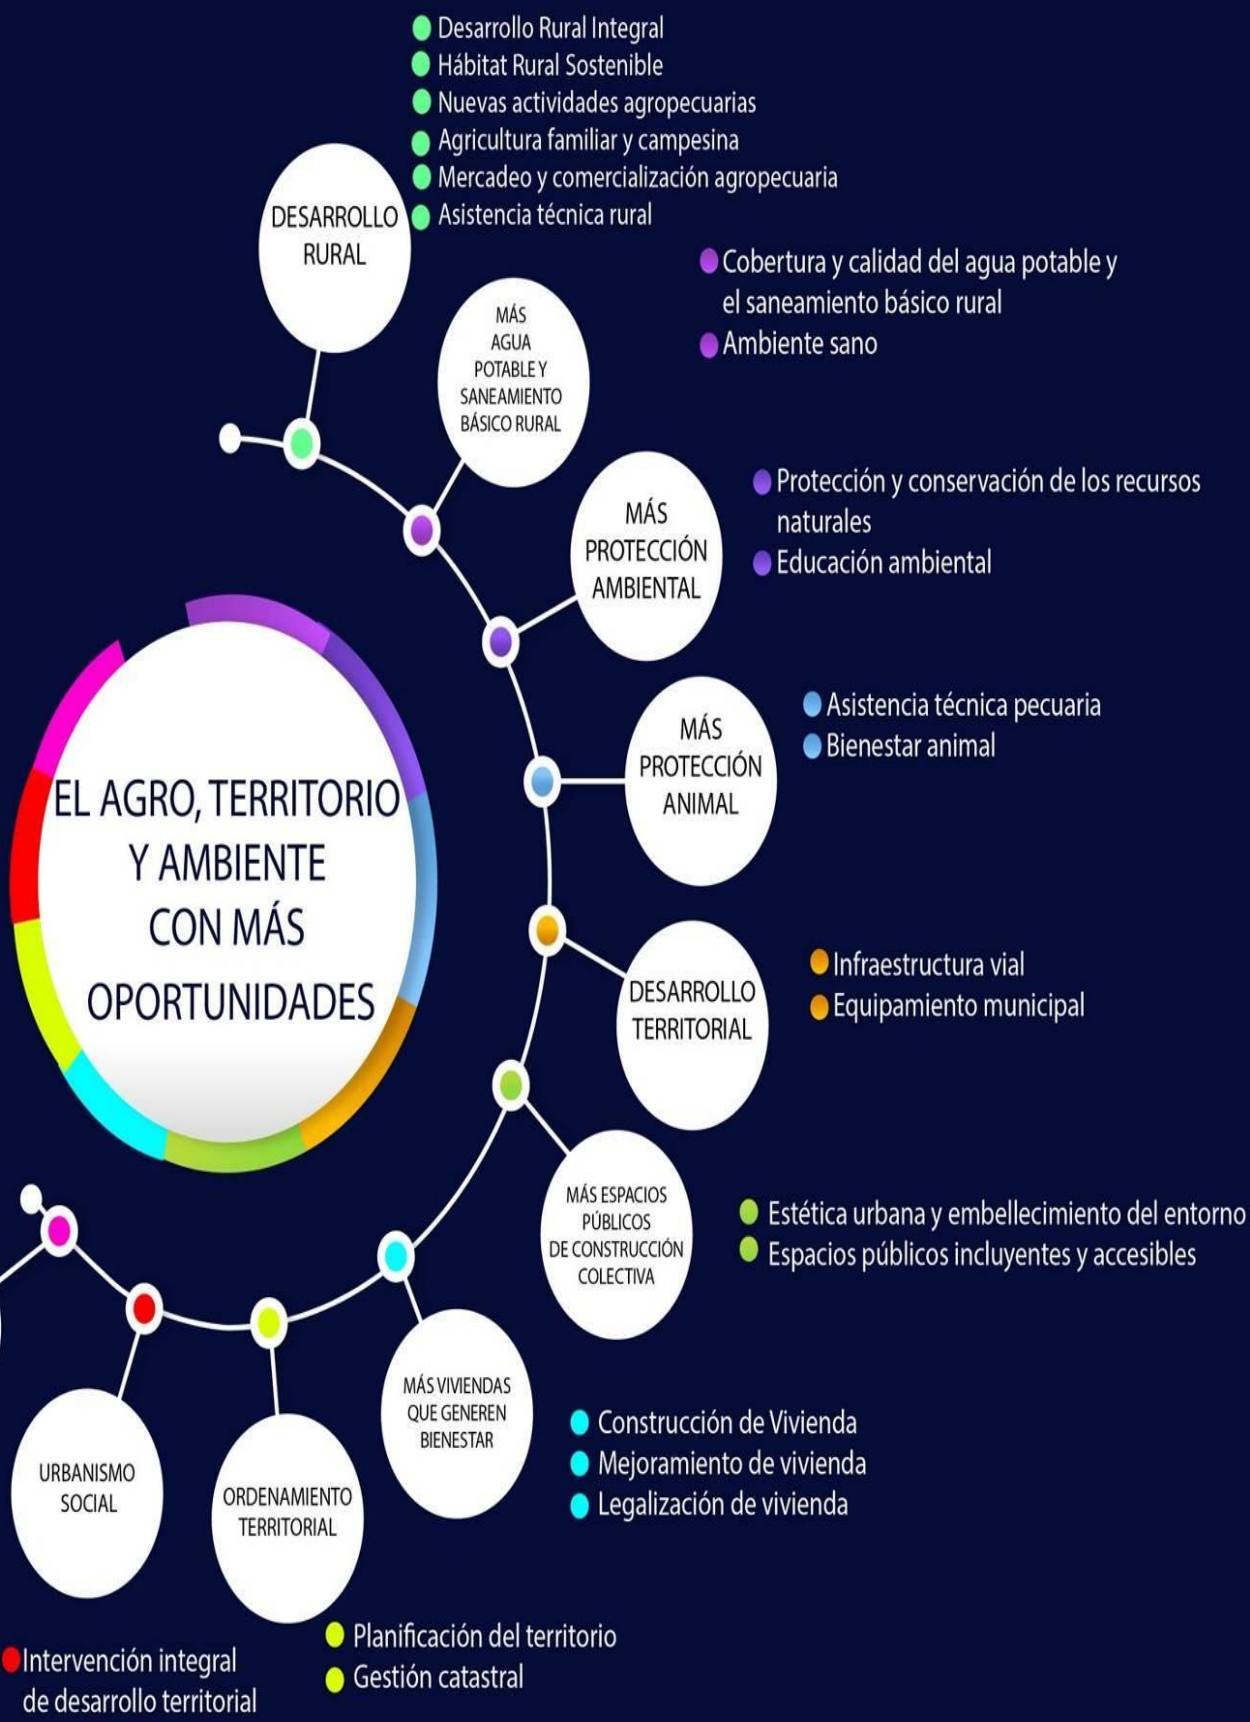 Desarrollo Rural Integral
Hábitat Rural Sostenible
Nuevas actividades agropecuarias
Agricultura familiar y campesina
Mercadeo y comercialización agropecuaria
Asistencia técnica rural
DESARROLLO
RURAL
Cobertura y calidad del agua potable y
el saneamiento básico rural
Ambiente sano
MÁS
AGUA
POTABLE Y
SANEAMIENTO
BÁSICO RURAL
Protección y conservación de los recursos
naturales
Educación ambiental
MÁS
PROTECCIÓN
AMBIENTAL
Asistencia técnica pecuaria
Bienestar animal
MÁS
PROTECCIÓN
ANIMAL
EL AGRO, TERRITORIO
Y AMBIENTE
CON MÁS
OPORTUNIDADES
Infraestructura vial
Equipamiento municipal
DESARROLLO
TERRITORIAL
MÁS ESPACIOS
PÚBLICOS
DE CONSTRUCCIÓN
COLECTIVA
Estética urbana y embellecimiento del entorno
Espacios públicos incluyentes y accesibles
MÁS VIVIENDAS
QUE GENEREN
BIENESTAR
Construcción de Vivienda
Mejoramiento de vivienda
Legalización de vivienda
URBANISMO
SOCIAL
ORDENAMIENTO
TERRITORIAL
Planificación del territorio
Gestión catastral
Intervención integral
de desarrollo territorial